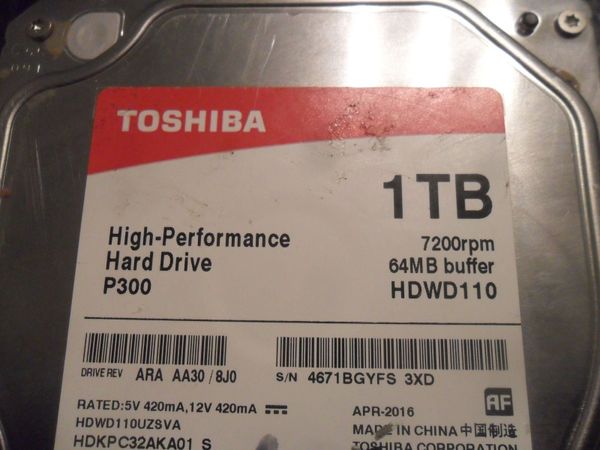 TOSHIBA
1TB
High-Performance
Hard Drive
P300
7200rpm
64MB buffer
HDWD110
DRIVE REV ARA AA30 / 8J0
S/N 4671BGYFS 3XD
RATED:5V 420mA,12V 420mA
HDWD110UZSVA
HDKPC32AKA01 S
AF
APR-2016
MADE IN CHINA 中国制造
TOSHIBA CORPORATION